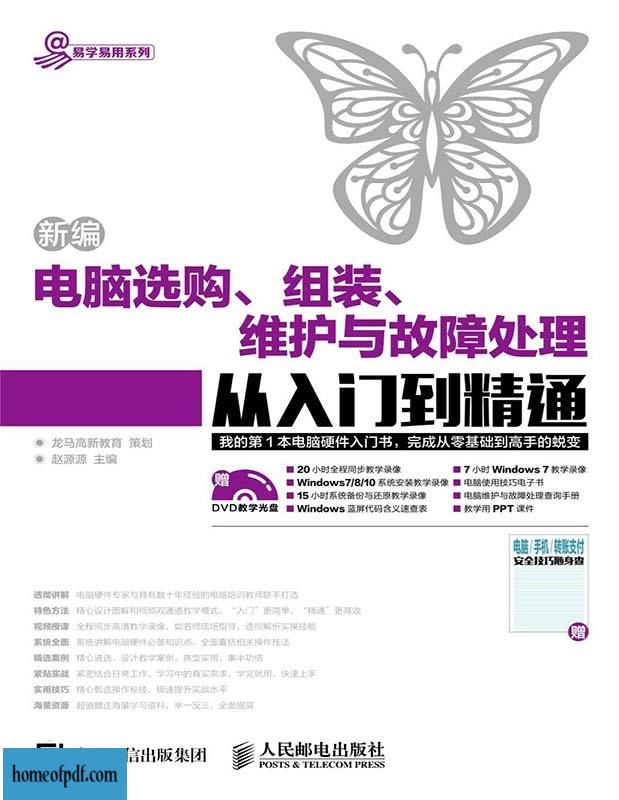 @易学易用系列
新编
电脑选购、组装、
维护与故障处理
从入门到精通
我的第1本电脑硬件入门书，完成从零基础到高手的蜕变
龙马高新教育 策划
赵源源 主编
赠
DVD教学光盘
20小时全程同步教学录像
Windows7/8/10系统安装教学录像
15小时系统备份与还原教学录像
Windows蓝屏代码含义速查表
7小时Windows 7教学录像
电脑使用技巧电子书
电脑维护与故障处理查询手册
教学用PPT课件
电脑/手机/转账支付
安全技巧随身查
赠
透彻讲解 电脑硬件专家与具有数十年经验的电脑培训教师联手打造
特色方法 精心设计图解和视频双通道教学模式，“入门”更简单，“精通”更高效
视频授课 全程同步高清教学录像，如名师现场指导，透彻解析实操技能
系统全面 系统讲解电脑硬件必备知识点，全面囊括相关操作技法
精选案例 精心遴选、设计教学案例，典型实用，事半功倍
紧贴实战 紧密结合日常工作、学习中的真实需求，学完就用，快速上手
实用技巧 精心甄选操作秘技，极速提升实战水平
海量资源 超值赠送海量学习资料，举一反三，全面提高
信出版集团
人民邮电出版社
POSTS & TELECOM PRESS
homeofpdf.com